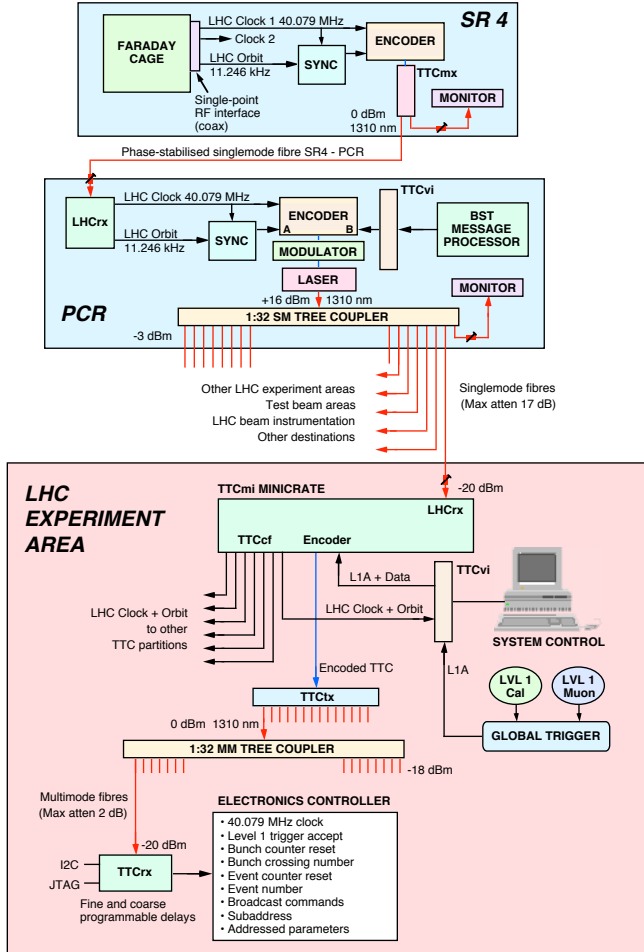 SR 4
LHC Clock 1 40.079 MHz
FARADAY
CAGE
Clock 2
ENCODER
LHC Orbit
11.246 kHz
SYNC
TTCmx
Single-point
RF interface
(coax)
MONITOR
0 dBm
1310 nm
Phase-stabilised singlemode fibre SR4 - PCR
LHCrx
LHC Clock 40.079 MHz
LHC Orbit
11.246 kHz
SYNC
ENCODER
A
B
TTCvi
BST
MESSAGE
PROCESSOR
MODULATOR
LASER
MONITOR
+16 dBm
1310 nm
PCR
1:32 SM TREE COUPLER
-3 dBm
Other LHC experiment areas
Test beam areas
LHC beam instrumentation
Other destinations
Singlemode fibres
(Max atten 17 dB)
LHC
EXPERIMENT
AREA
TTCmi MINICRATE
-20 dBm
LHCrx
TTCcf
Encoder
TTCvi
L1A + Data
LHC Clock + Orbit
to other
TTC partitions
LHC Clock + Orbit
SYSTEM CONTROL
L1A
Encoded TTC
LVL 1
Cal
LVL 1
Muon
TTCtx
GLOBAL TRIGGER
0 dBm
1310 nm
1:32 MM TREE COUPLER
-18 dBm
Multimode fibres
(Max atten 2 dB)
ELECTRONICS CONTROLLER
• 40.079 MHz clock
• Level 1 trigger accept
• Bunch counter reset
• Bunch crossing number
• Event counter reset
• Event number
• Broadcast commands
• Subaddress
• Addressed parameters
-20 dBm
I2C
JTAG
TTCrx
Fine and coarse
programmable delays